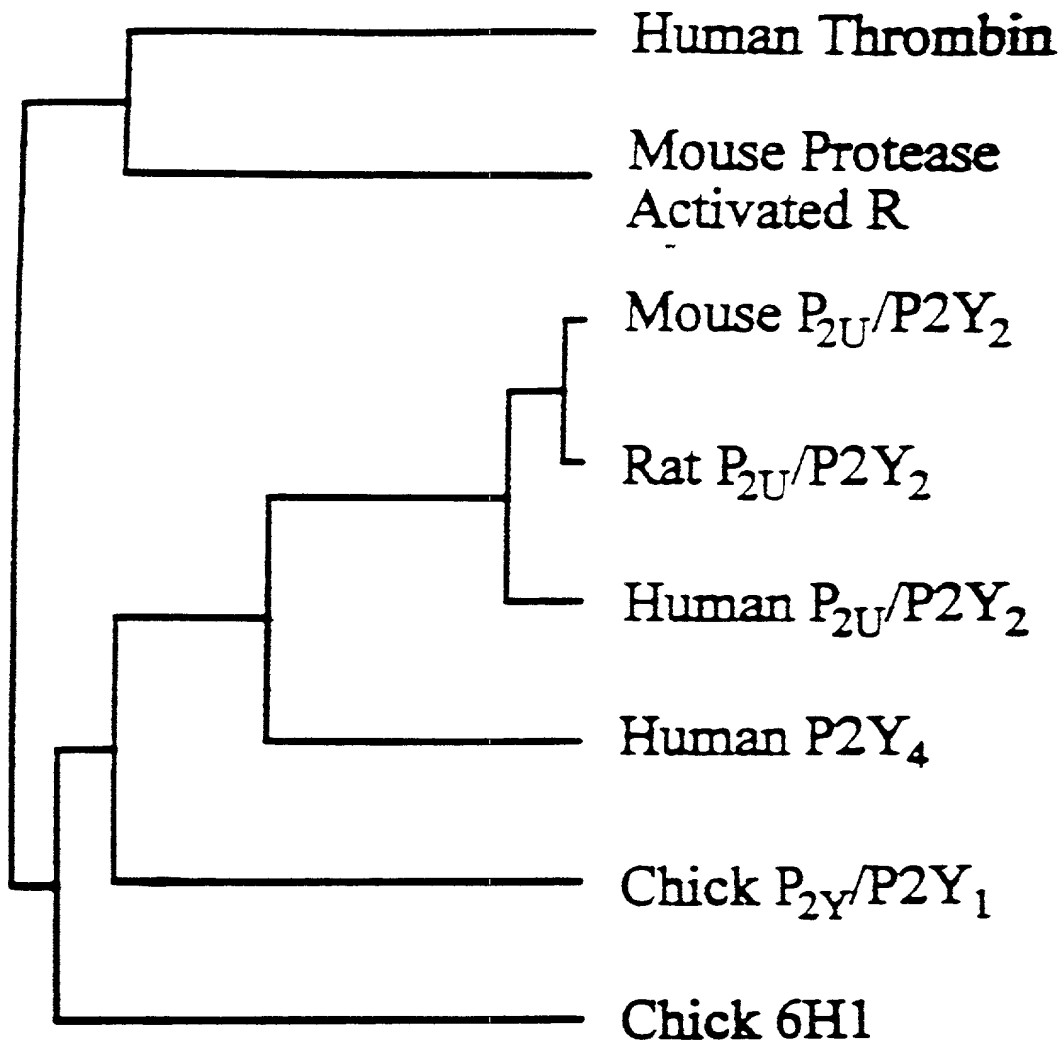 Human Thrombin
Mouse Protease
Activated R
Mouse P₂U/P2Y₂
Rat P₂U/P2Y₂
Human P₂U/P2Y₂
Human P2Y₄
Chick P₂Y/P2Y₁
Chick 6H1